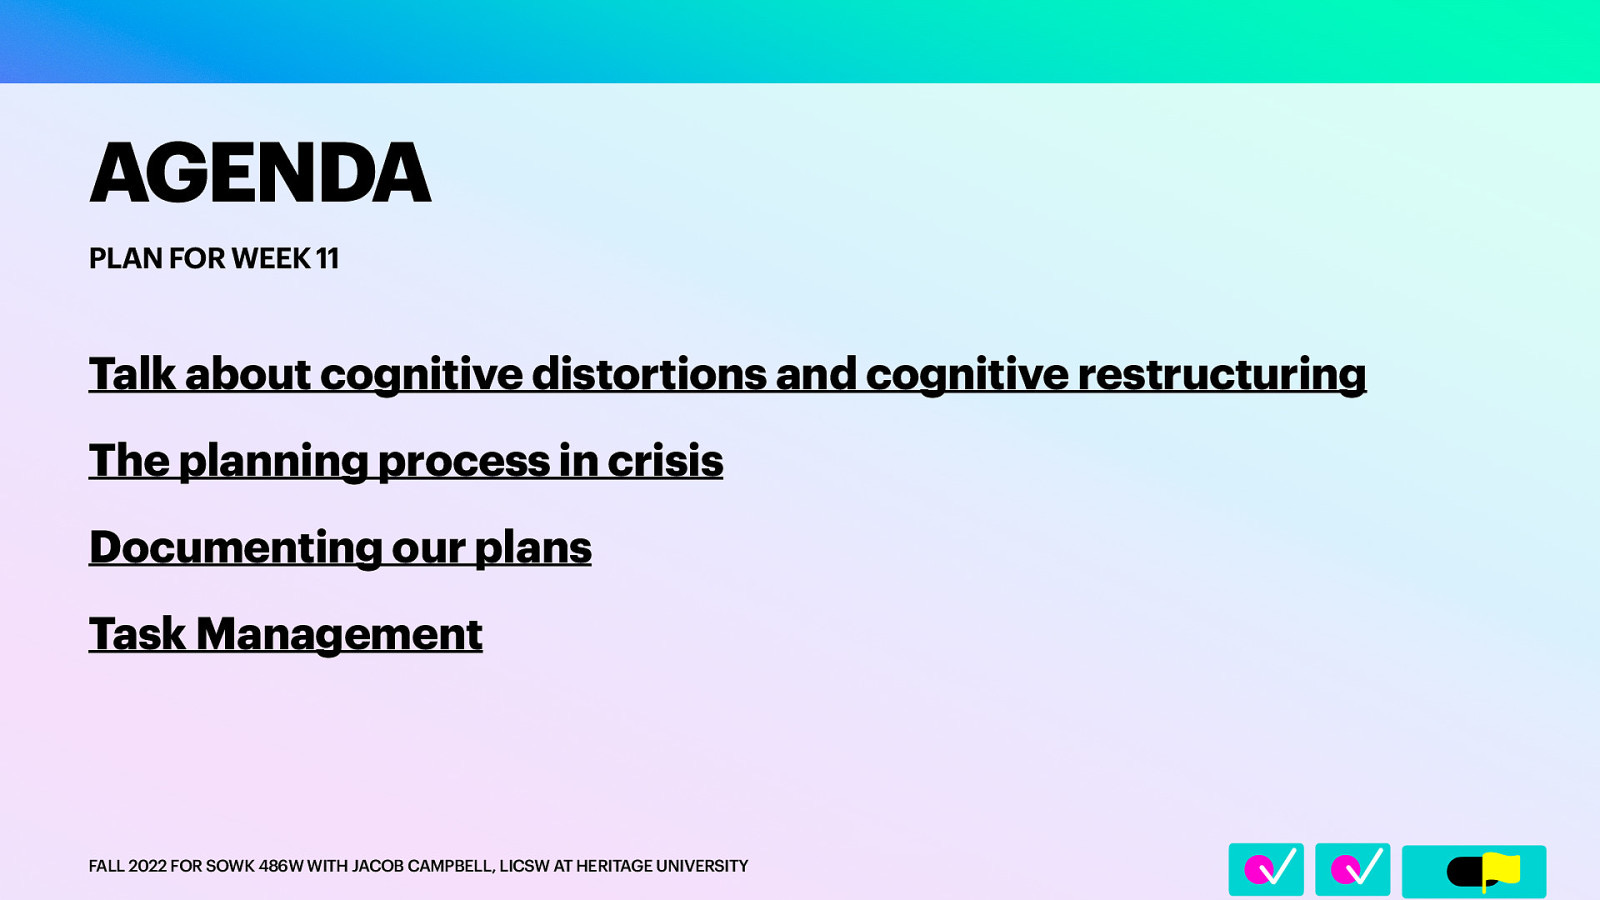 AGENDA
PLAN FOR WEEK 11
Talk about cognitive distortions and cognitive restructuring
The planning process in crisis
Documenting our plans
Task Management
FALL 2022 FOR SOWK 486W WITH JACOB CAMPBELL, LICSW AT HERITAGE UNIVERSITY